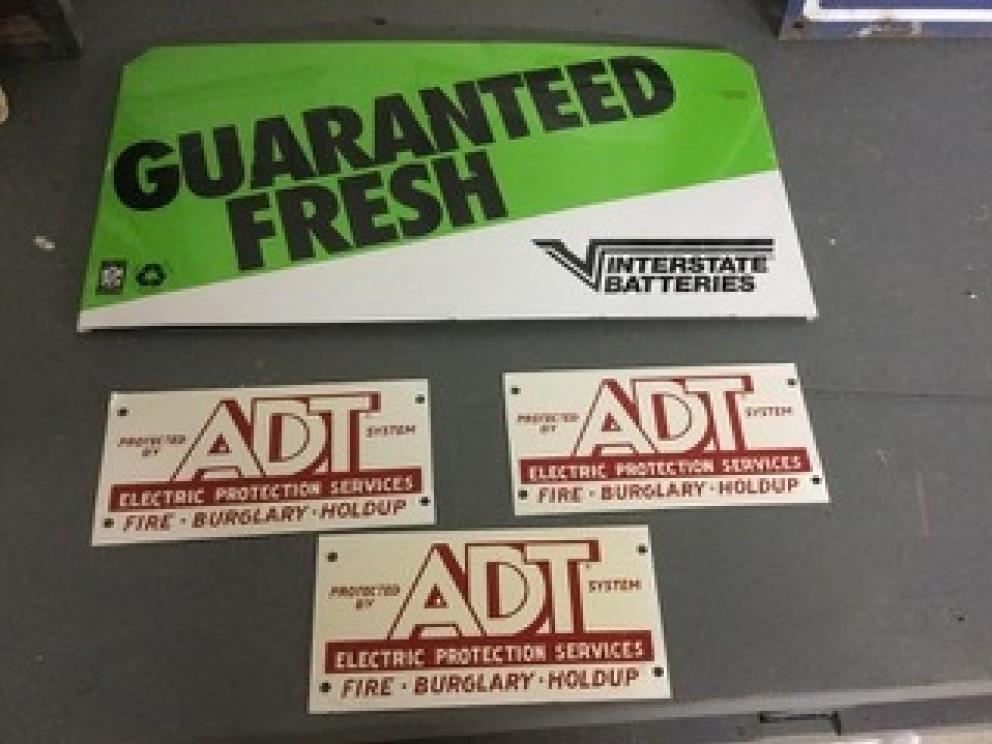 GUARANTEED
FRESH
INTERSTATE
BATTERIES
PROTECTED
BY
ADT
SYSTEM
ELECTRIC PROTECTION SERVICES
FIRE · BURGLARY · HOLDUP
PROTECTED
BY
ADT
SYSTEM
ELECTRIC PROTECTION SERVICES
FIRE · BURGLARY · HOLDUP
PROTECTED
BY
ADT
SYSTEM
ELECTRIC PROTECTION SERVICES
FIRE · BURGLARY · HOLDUP